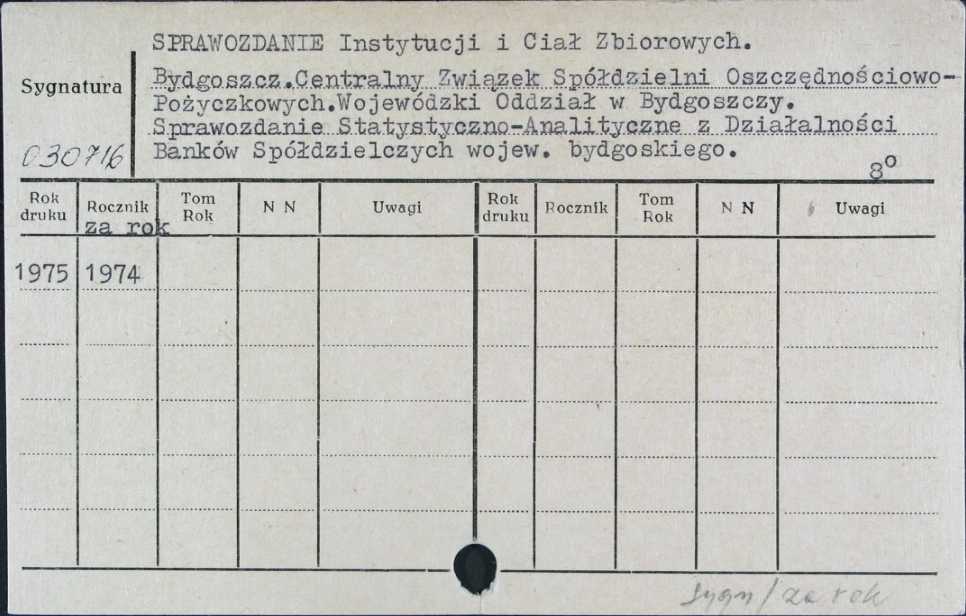 SPRAWOZDANIE Instytucji i Ciał Zbiorowych.
Sygnatura
Bydgoszcz.Centralny Związek Spółdzielni Oszczędnościowo-
Pożyczkowych.Wojewódzki Oddział w Bydgoszczy.
Sprawozdanie Statystyczno-Analityczne z Działalności
030716 Banków Spółdzielczych wojew. bydgoskiego.
8°
Rok druku Rocznik Tom Rok N N Uwagi Rok druku Rocznik Tom Rok N N Uwagi
za rok
1975 1974
sygn/za rok